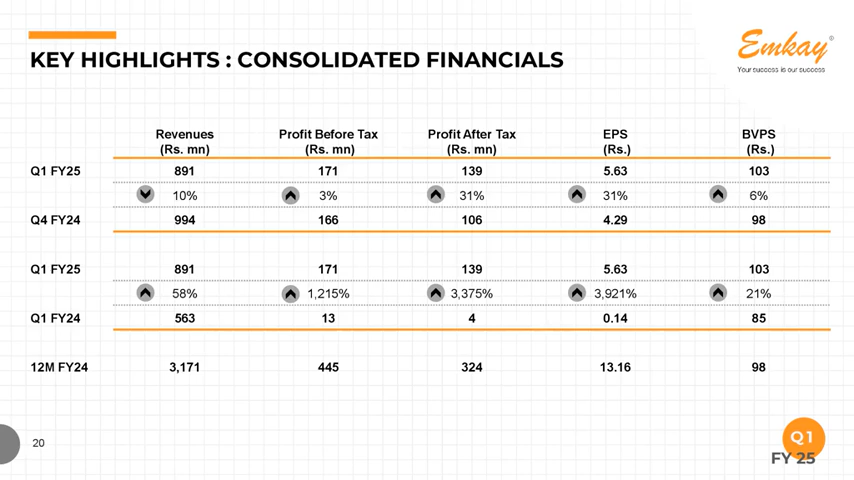 Emkay®
Your success is our success
KEY HIGHLIGHTS : CONSOLIDATED FINANCIALS
Revenues Profit Before Tax Profit After Tax EPS BVPS
(Rs. mn) (Rs. mn) (Rs. mn) (Rs.) (Rs.)
Q1 FY25 891 171 139 5.63 103
10% 3% 31% 31% 6%
Q4 FY24 994 166 106 4.29 98
Q1 FY25 891 171 139 5.63 103
58% 1,215% 3,375% 3,921% 21%
Q1 FY24 563 13 4 0.14 85
12M FY24 3,171 445 324 13.16 98
20
Q1
FY 25